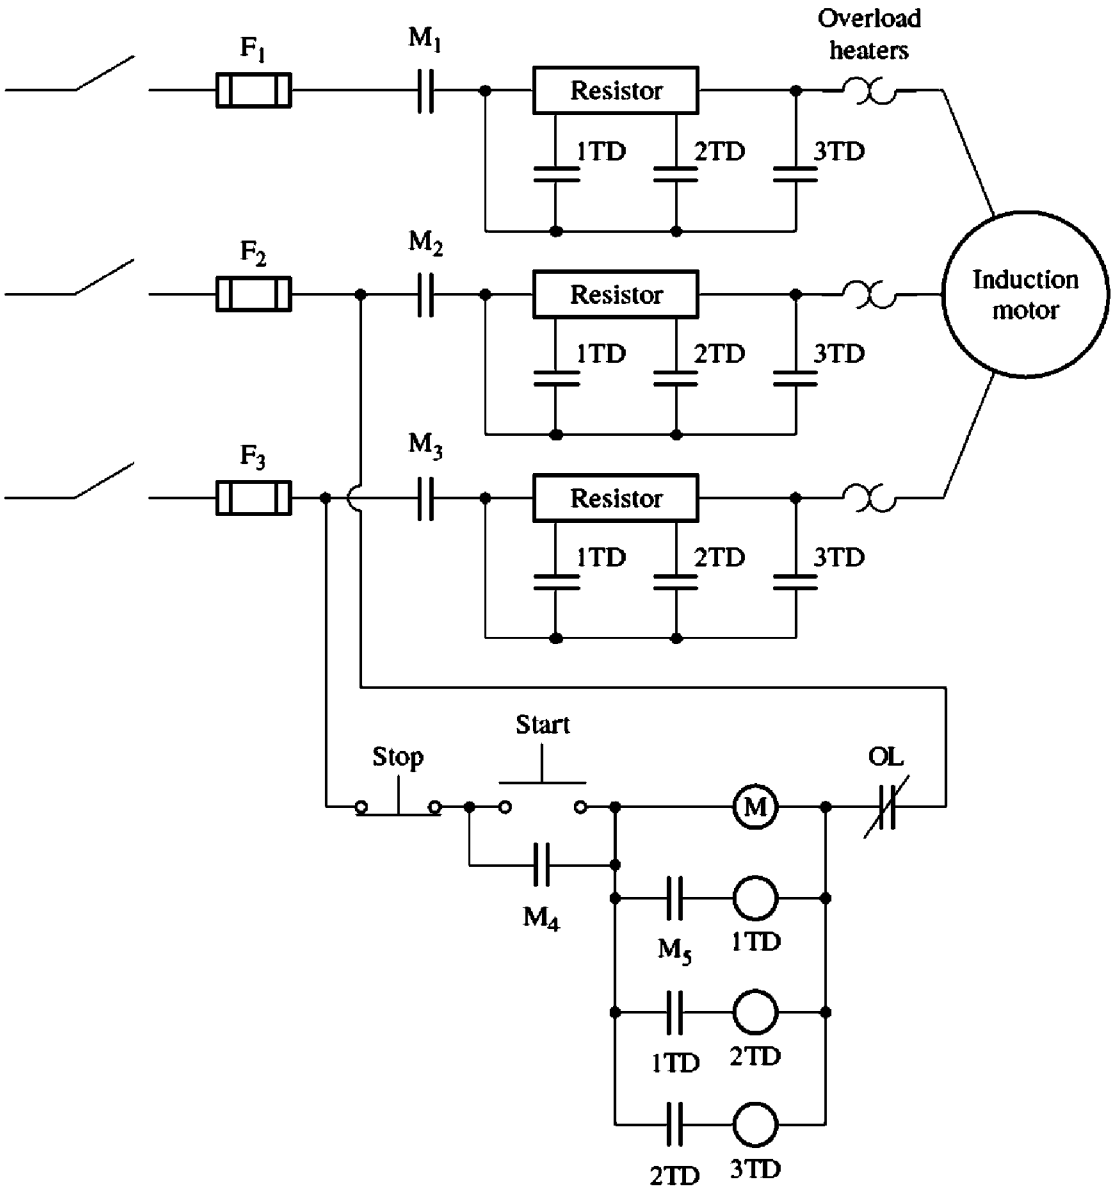 Overload
heaters
F₁
M₁
Resistor
1TD
2TD
3TD
F₂
M₂
Resistor
Induction
motor
1TD
2TD
3TD
F₃
M₃
Resistor
1TD
2TD
3TD
Start
Stop
OL
M
M₄
M₅
1TD
1TD
2TD
2TD
3TD